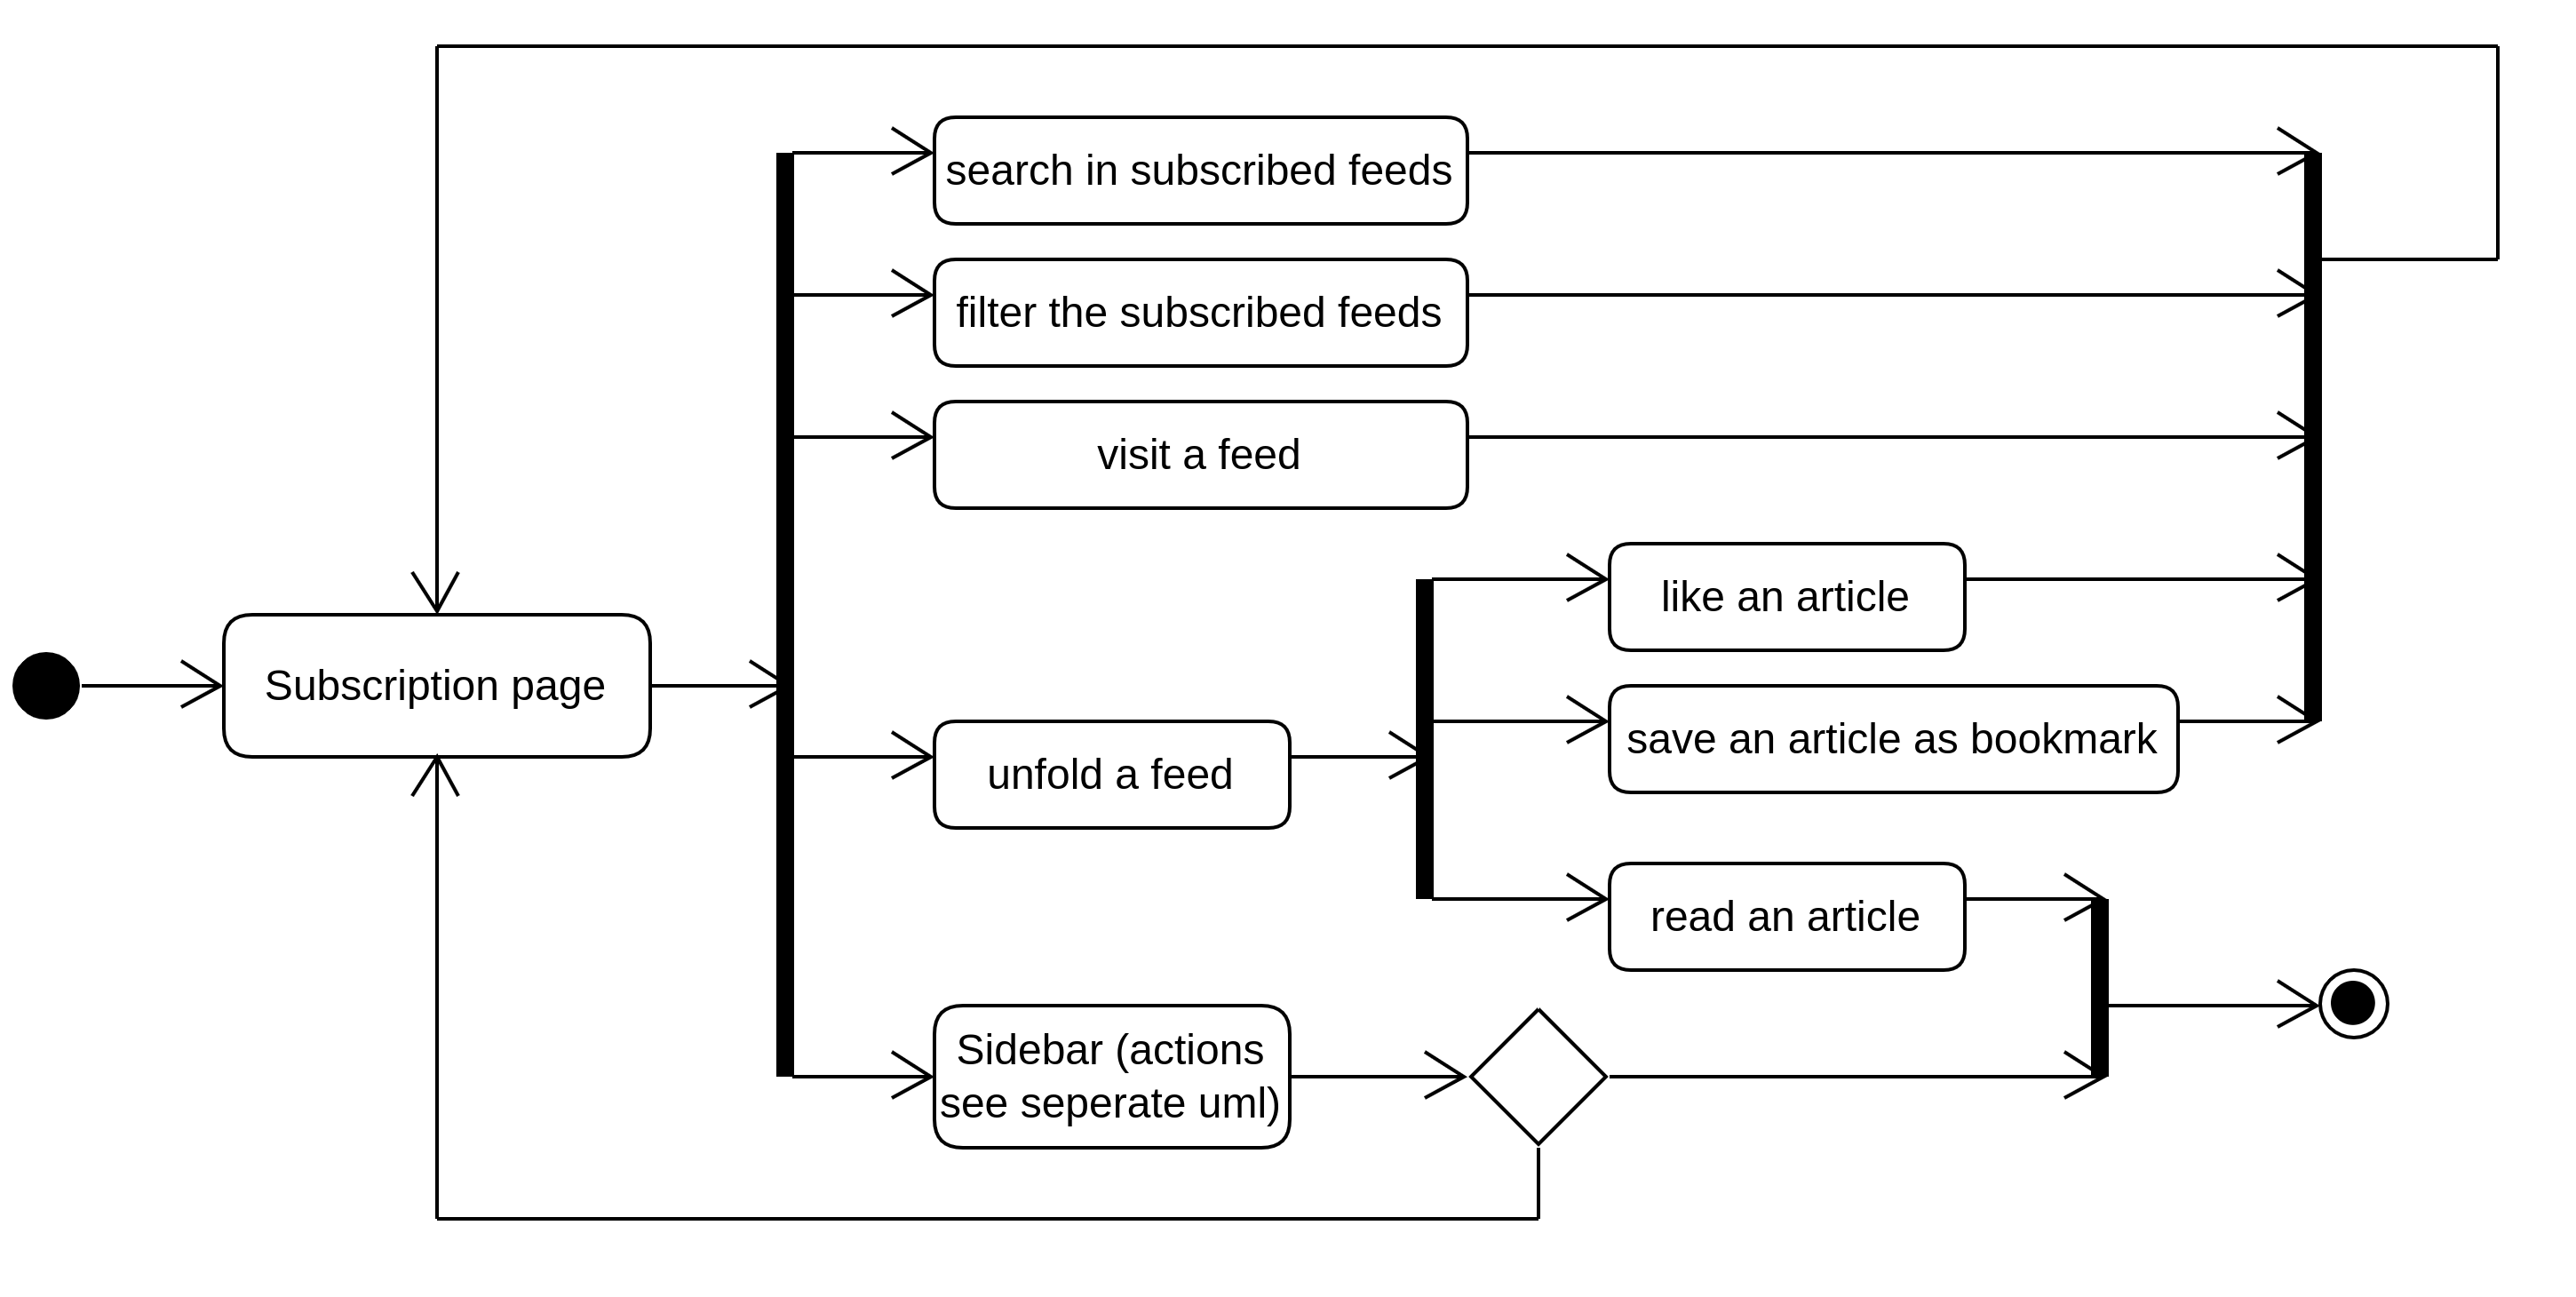 search in subscribed feeds
filter the subscribed feeds
visit a feed
like an article
Subscription page
save an article as bookmark
unfold a feed
read an article
Sidebar (actions
see seperate uml)